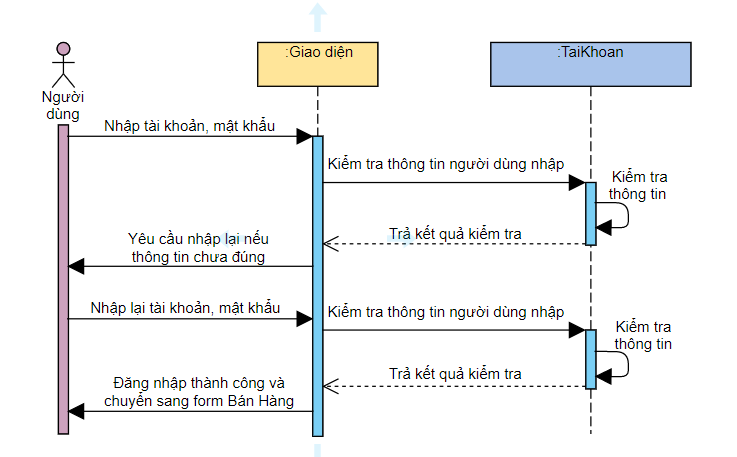 :Giao diện
:TaiKhoan
Người
dùng
Nhập tài khoản, mật khẩu
Kiểm tra thông tin người dùng nhập
Kiểm tra
thông tin
Trả kết quả kiểm tra
Yêu cầu nhập lại nếu
thông tin chưa đúng
Nhập lại tài khoản, mật khẩu
Kiểm tra thông tin người dùng nhập
Kiểm tra
thông tin
Trả kết quả kiểm tra
Đăng nhập thành công và
chuyển sang form Bán Hàng